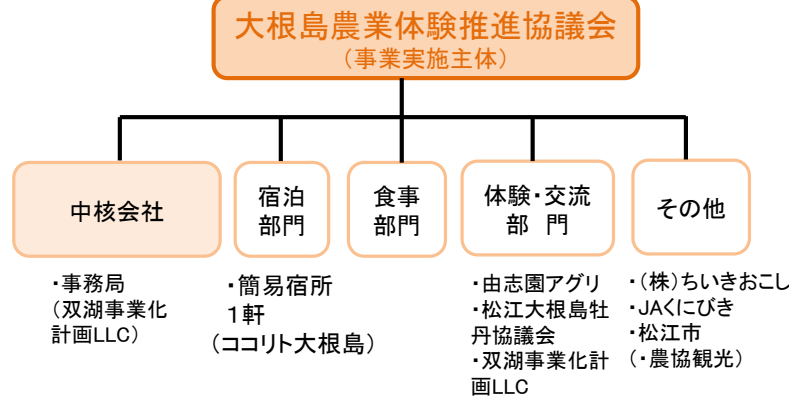 大根島農業体験推進協議会
(事業実施主体)
中核会社
宿泊
部門
食事
部門
体験・交流
部　門
その他
・事務局
(双湖事業化
計画LLC)
・簡易宿所
１軒
(ココリト大根島)
・由志園アグリ
・松江大根島牡
丹協議会
・双湖事業化計
画LLC
・(株)ちいきおこし
・JAくにびき
・松江市
(・農協観光)